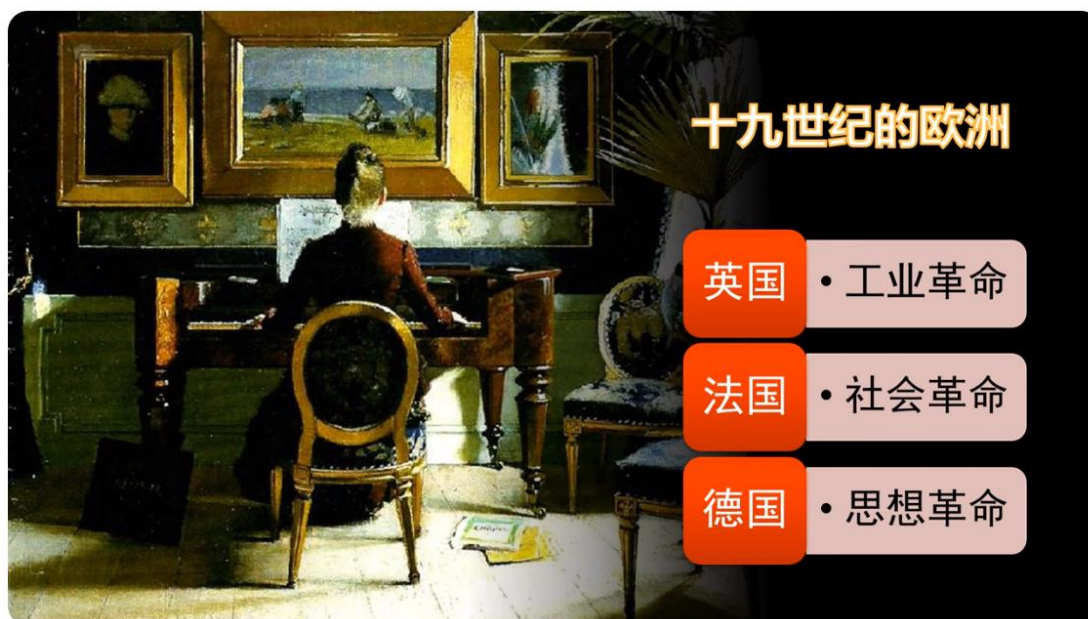 十九世纪的欧洲
英国
• 工业革命
法国
• 社会革命
德国
• 思想革命